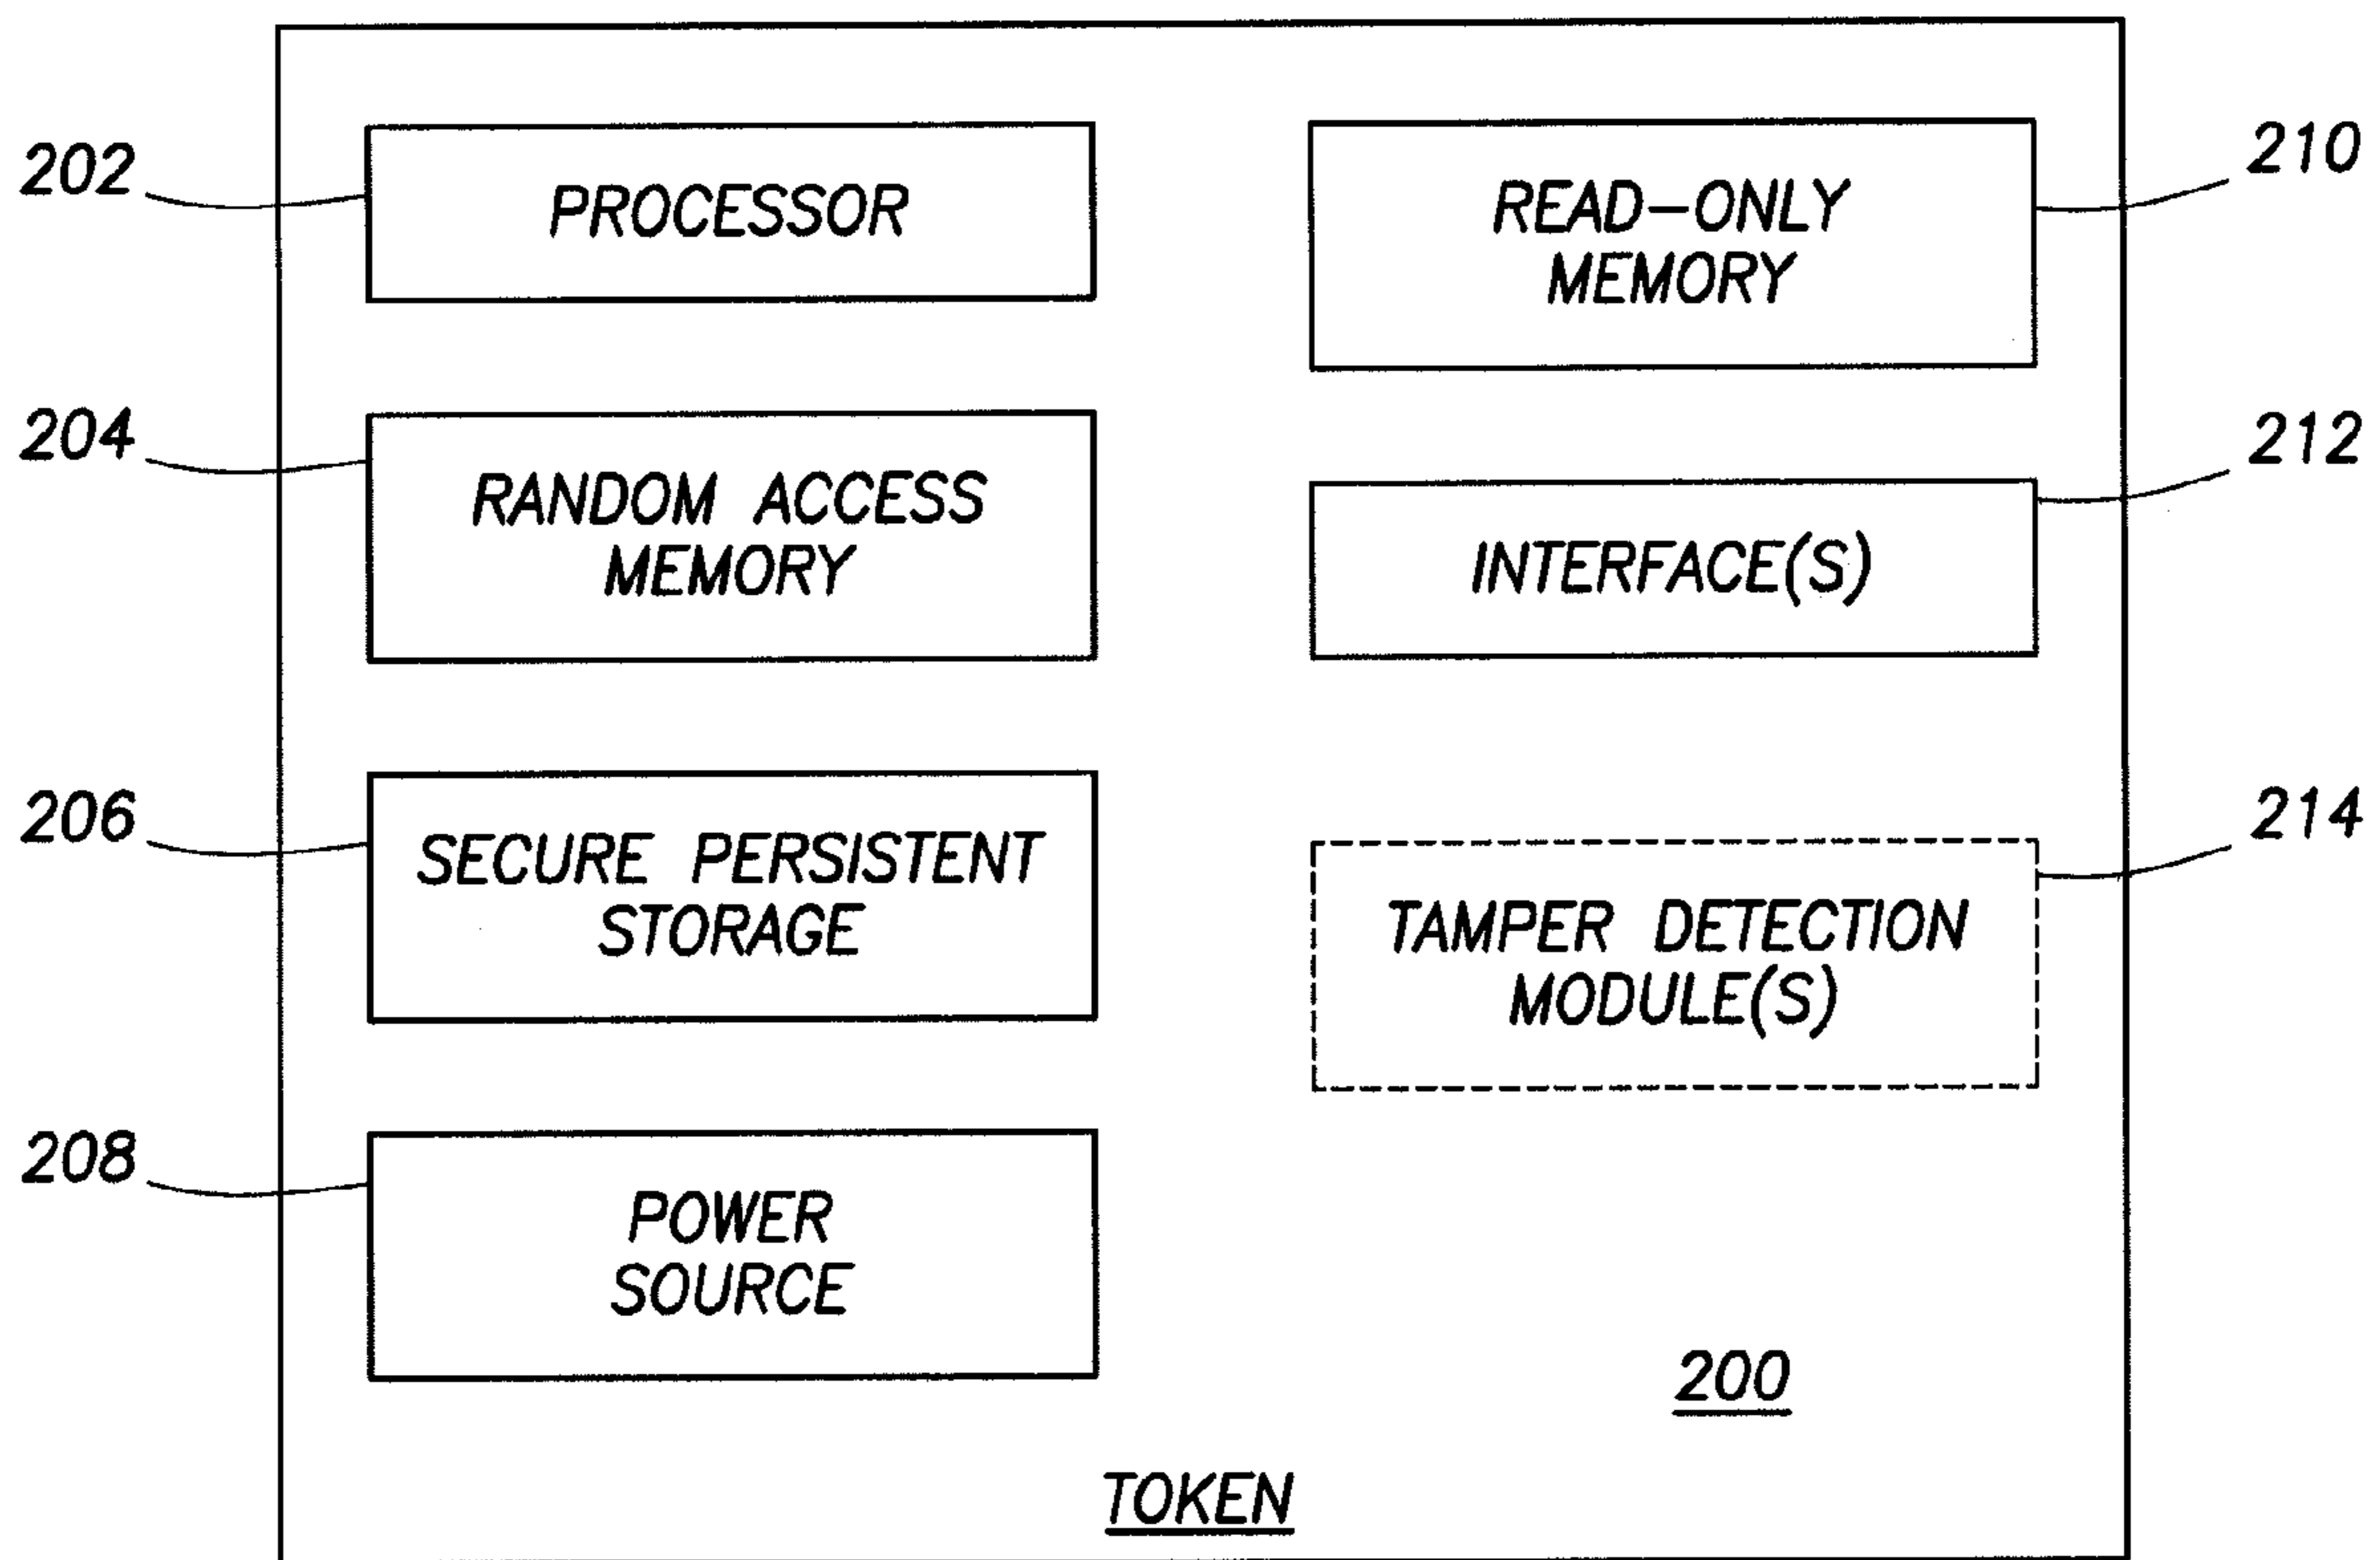 202
PROCESSOR
READ-ONLY
MEMORY
210
204
RANDOM ACCESS
MEMORY
212
INTERFACE(S)
206
SECURE PERSISTENT
STORAGE
214
TAMPER DETECTION
MODULE(S)
208
POWER
SOURCE
200
TOKEN